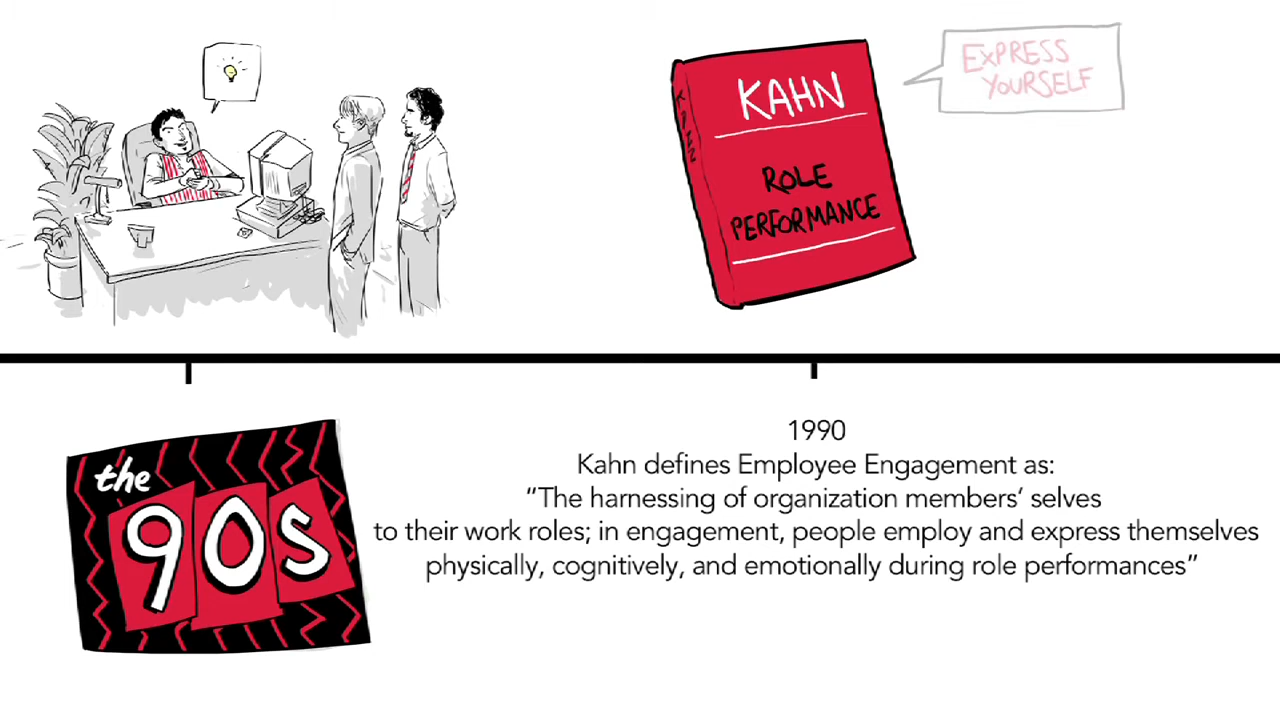 EXPRESS
YOURSELF
KAHN
KAHN
ROLE
PERFORMANCE
the
90s
1990
Kahn defines Employee Engagement as:
“The harnessing of organization members’ selves
to their work roles; in engagement, people employ and express themselves
physically, cognitively, and emotionally during role performances”